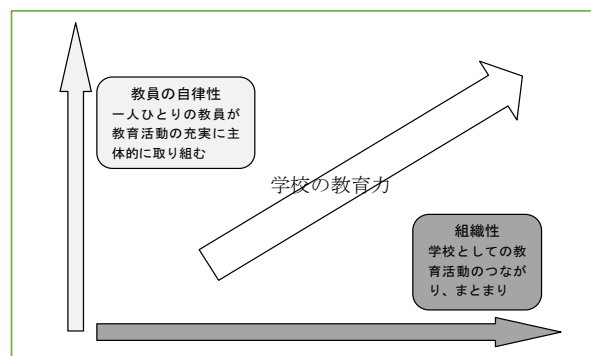 教員の自律性
一人ひとりの教員が
教育活動の充実に主
体的に取り組む
学校の教育力
組織性
学校としての教
育活動のつなが
り、まとまり